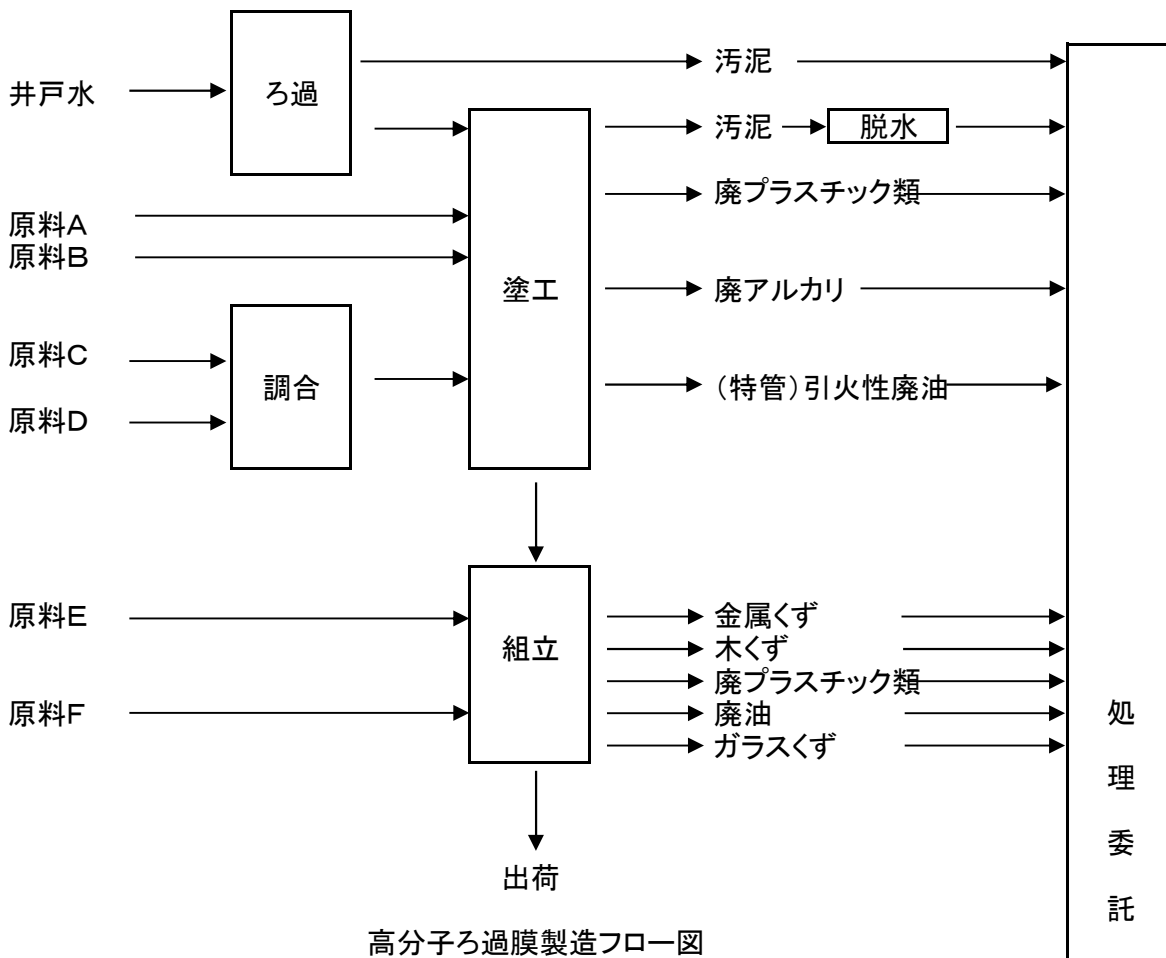 井戸水
ろ過
汚泥
汚泥
脱水
廃プラスチック類
原料A
原料B
塗工
廃アルカリ
原料C
調合
原料D
(特管)引火性廃油
原料E
組立
金属くず
木くず
廃プラスチック類
原料F
廃油
ガラスくず
処
理
委
託
出荷
高分子ろ過膜製造フロー図